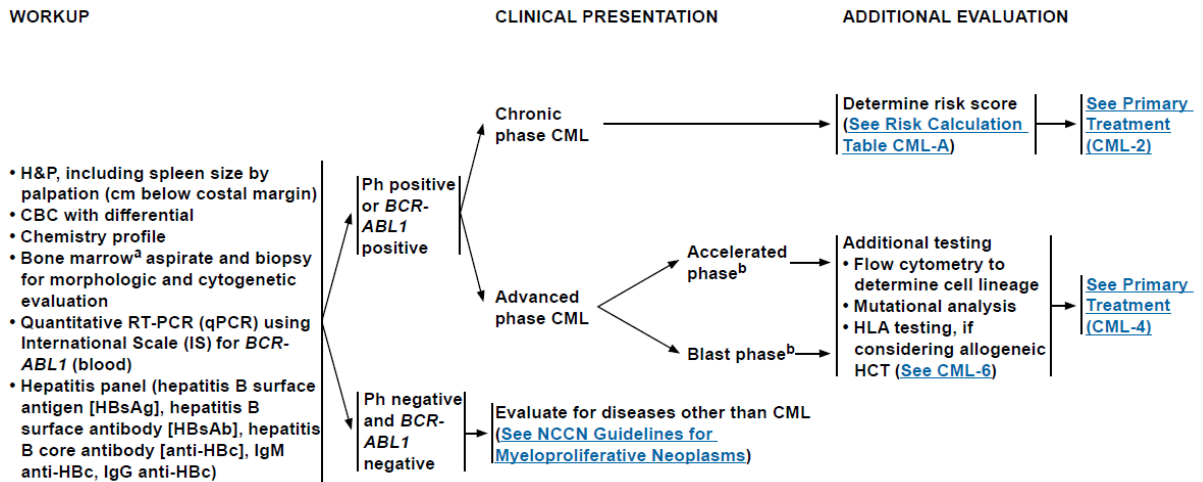 WORKUP
CLINICAL PRESENTATION
ADDITIONAL EVALUATION
• H&P, including spleen size by
palpation (cm below costal margin)
• CBC with differential
• Chemistry profile
• Bone marrowᵃ aspirate and biopsy
for morphologic and cytogenetic
evaluation
• Quantitative RT-PCR (qPCR) using
International Scale (IS) for BCR-
ABL1 (blood)
• Hepatitis panel (hepatitis B surface
antigen [HBsAg], hepatitis B
surface antibody [HBsAb], hepatitis
B core antibody [anti-HBc], IgM
anti-HBc, IgG anti-HBc)
Ph positive
or BCR-
ABL1
positive
Chronic
phase CML
Determine risk score
(See Risk Calculation
Table CML-A)
See Primary
Treatment
(CML-2)
Advanced
phase CML
Accelerated
phaseᵇ
Blast phaseᵇ
Additional testing
• Flow cytometry to
determine cell lineage
• Mutational analysis
• HLA testing, if
considering allogeneic
HCT (See CML-6)
See Primary
Treatment
(CML-4)
Ph negative
and BCR-
ABL1
negative
Evaluate for diseases other than CML
(See NCCN Guidelines for
Myeloproliferative Neoplasms)